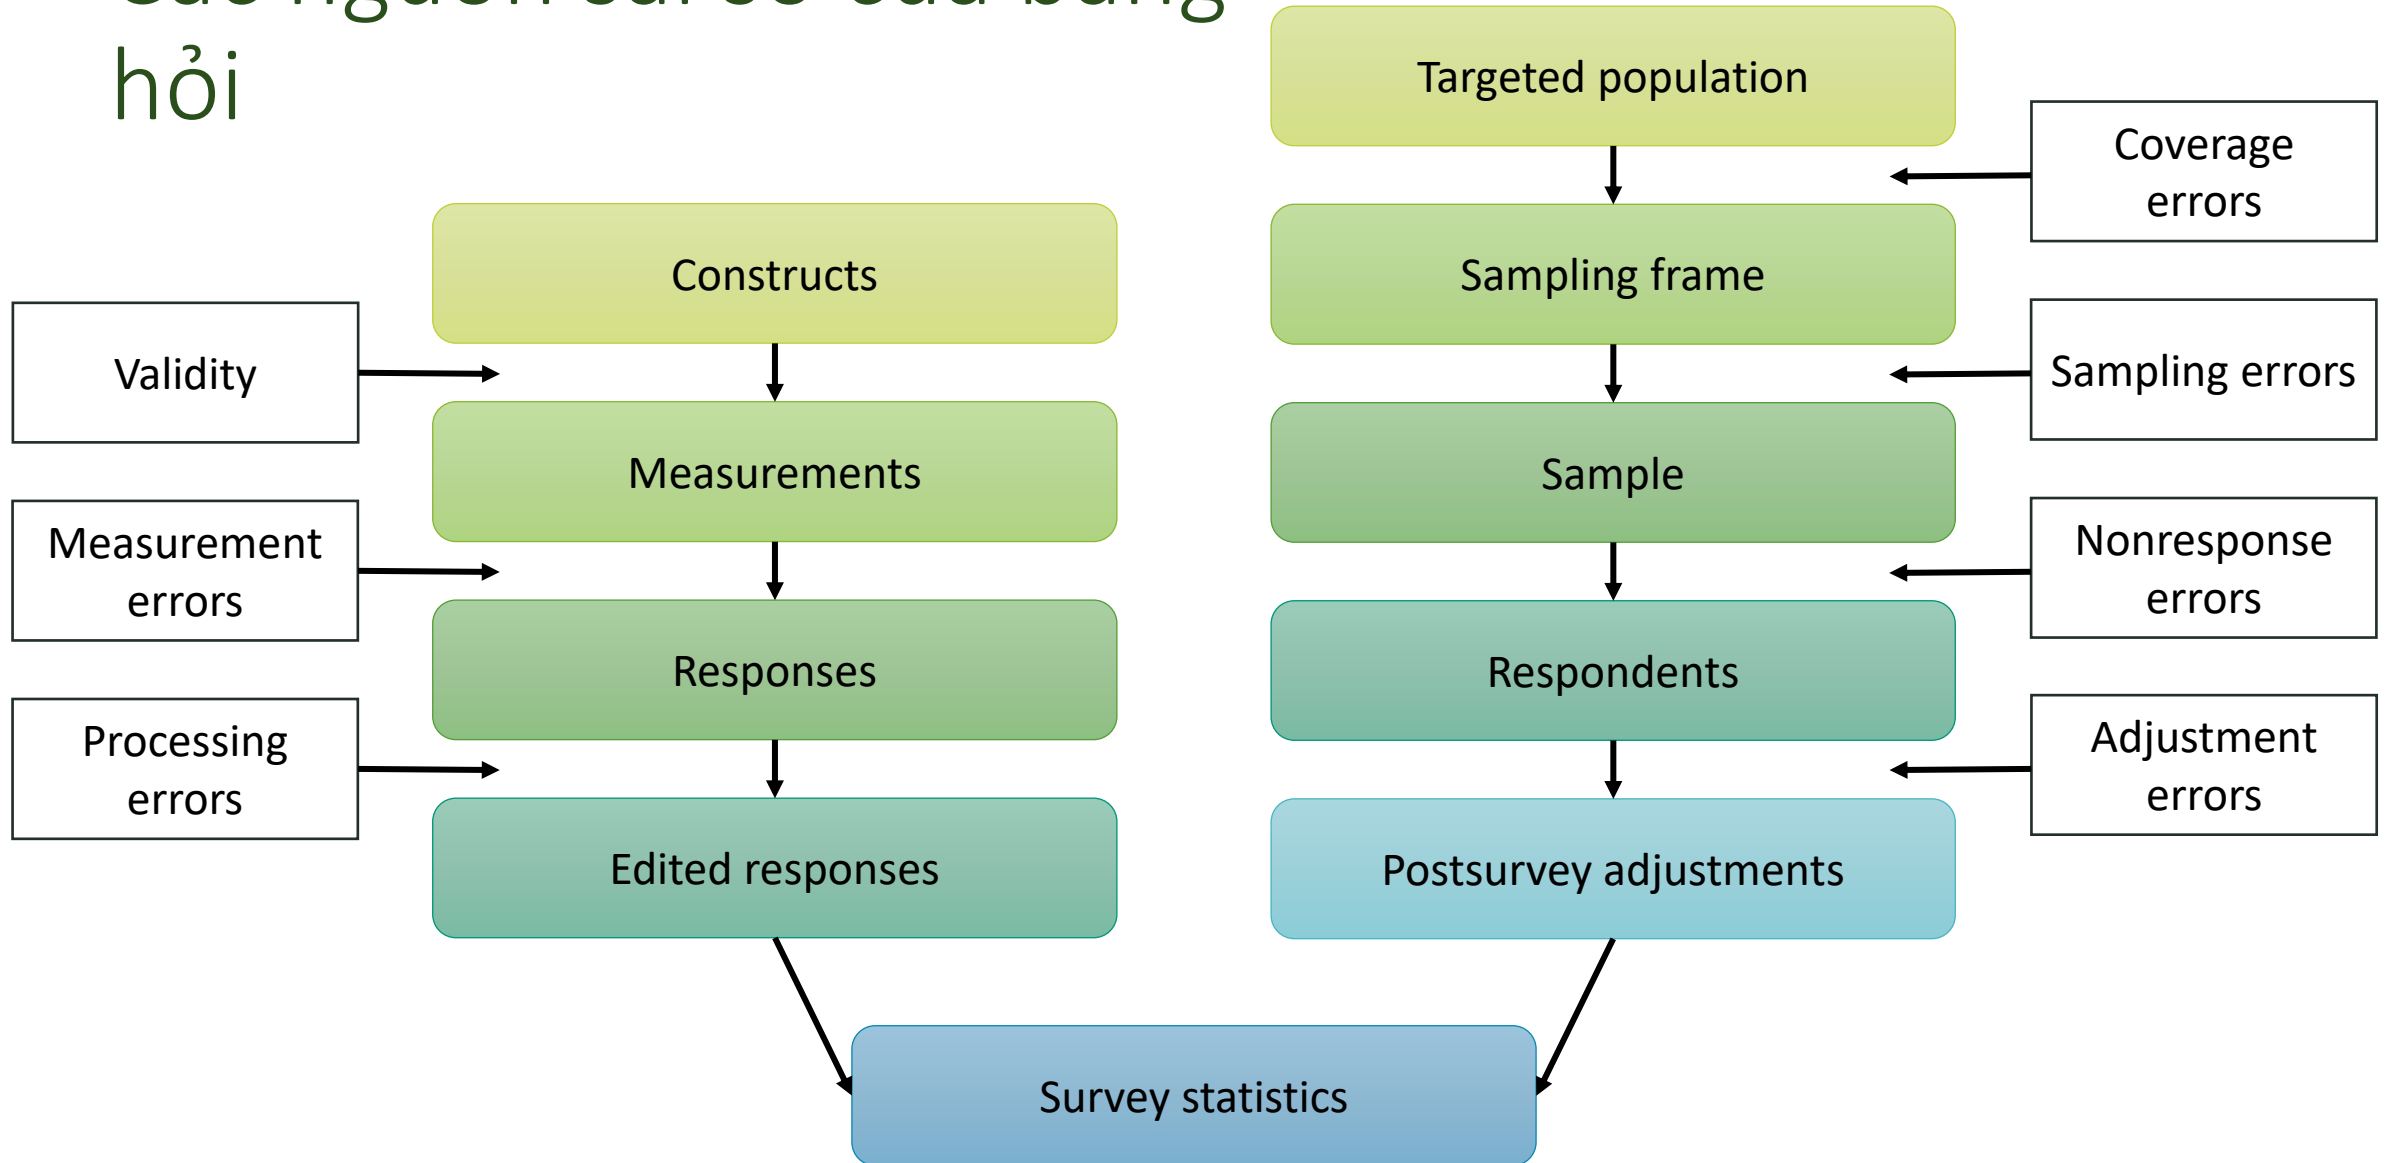 hỏi
Targeted population
Coverage
errors
Constructs
Sampling frame
Validity
Sampling errors
Measurements
Sample
Measurement
errors
Nonresponse
errors
Responses
Respondents
Processing
errors
Adjustment
errors
Edited responses
Postsurvey adjustments
Survey statistics